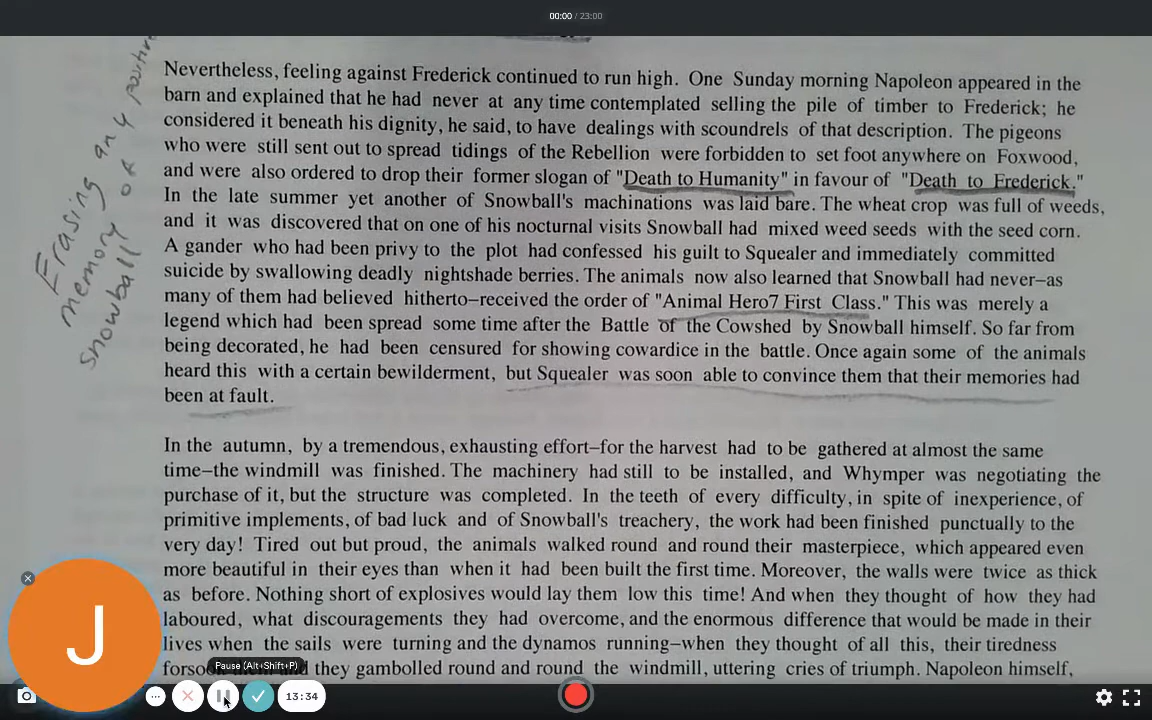 00:00 / 23:00
Nevertheless, feeling against Frederick continued to run high. One Sunday morning Napoleon appeared in the
barn and explained that he had never at any time contemplated selling the pile of timber to Frederick; he
considered it beneath his dignity, he said, to have dealings with scoundrels of that description. The pigeons
who were still sent out to spread tidings of the Rebellion were forbidden to set foot anywhere on Foxwood,
and were also ordered to drop their former slogan of "Death to Humanity" in favour of "Death to Frederick."
In the late summer yet another of Snowball's machinations was laid bare. The wheat crop was full of weeds,
and it was discovered that on one of his nocturnal visits Snowball had mixed weed seeds with the seed corn.
A gander who had been privy to the plot had confessed his guilt to Squealer and immediately committed
suicide by swallowing deadly nightshade berries. The animals now also learned that Snowball had never–as
many of them had believed hitherto–received the order of "Animal Hero7 First Class." This was merely a
legend which had been spread some time after the Battle of the Cowshed by Snowball himself. So far from
being decorated, he had been censured for showing cowardice in the battle. Once again some of the animals
heard this with a certain bewilderment, but Squealer was soon able to convince them that their memories had
been at fault.
Erasing any
memory of positive
Snowball
In the autumn, by a tremendous, exhausting effort–for the harvest had to be gathered at almost the same
time–the windmill was finished. The machinery had still to be installed, and Whymper was negotiating the
purchase of it, but the structure was completed. In the teeth of every difficulty, in spite of inexperience, of
primitive implements, of bad luck and of Snowball's treachery, the work had been finished punctually to the
very day! Tired out but proud, the animals walked round and round their masterpiece, which appeared even
more beautiful in their eyes than when it had been built the first time. Moreover, the walls were twice as thick
as before. Nothing short of explosives would lay them low this time! And when they thought of how they had
laboured, what discouragements they had overcome, and the enormous difference that would be made in their
lives when the sails were turning and the dynamos running–when they thought of all this, their tiredness
they gambolled round and round the windmill, uttering cries of triumph. Napoleon himself,
J
Pause (Alt+Shift+P)
13:34